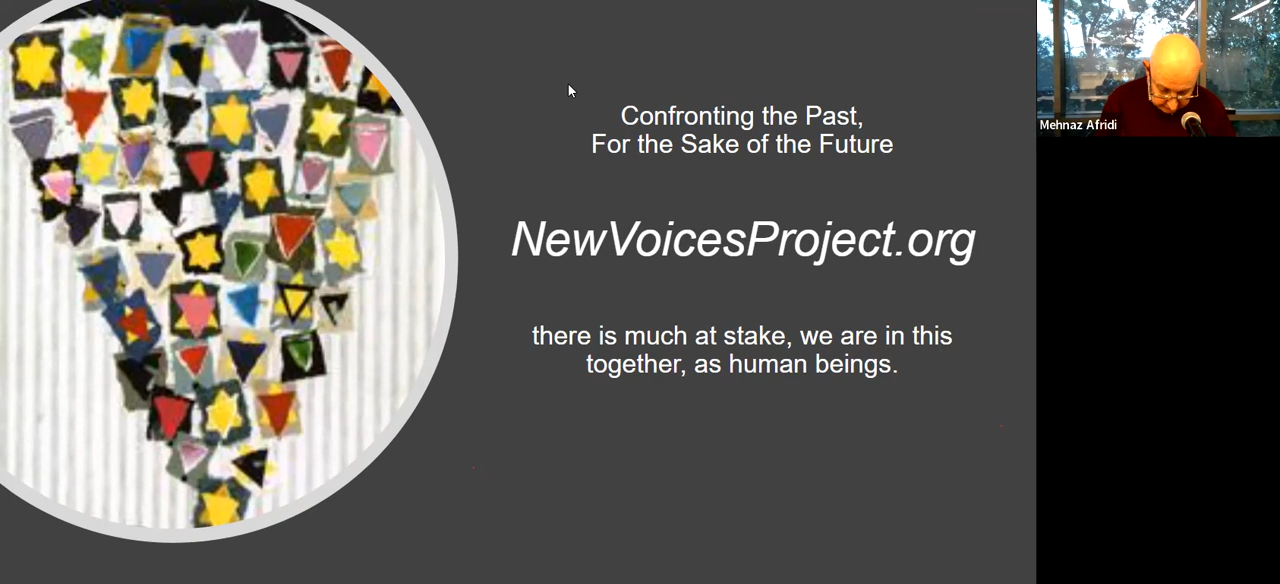 Confronting the Past,
For the Sake of the Future
NewVoicesProject.org
there is much at stake, we are in this
together, as human beings.
Mehnaz Afridi